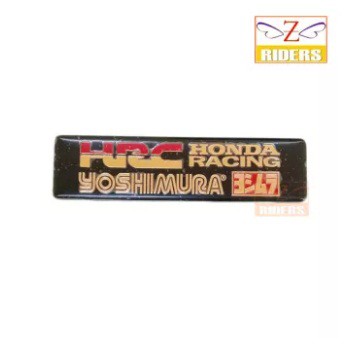 Z
RIDERS
HRC HONDA RACING
YOSHIMURA® ヨシムラ
Z
RIDERS